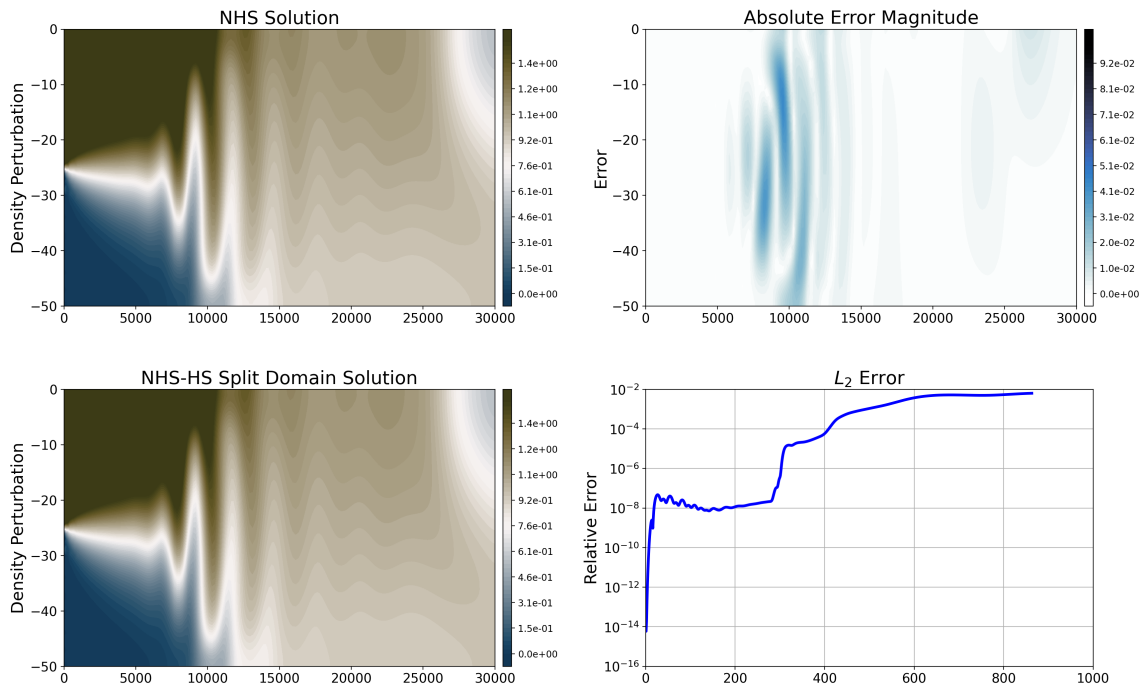 NHS Solution
Density Perturbation
0
−10
−20
−30
−40
−50
0 5000 10000 15000 20000 25000 30000
1.4e+00
1.2e+00
1.1e+00
9.2e-01
7.6e-01
6.1e-01
4.6e-01
3.1e-01
1.5e-01
0.0e+00
Absolute Error Magnitude
Error
0
−10
−20
−30
−40
−50
0 5000 10000 15000 20000 25000 30000
9.2e-02
8.1e-02
7.1e-02
6.1e-02
5.1e-02
4.1e-02
3.1e-02
2.0e-02
1.0e-02
0.0e+00
NHS-HS Split Domain Solution
Density Perturbation
0
−10
−20
−30
−40
−50
0 5000 10000 15000 20000 25000 30000
1.4e+00
1.2e+00
1.1e+00
9.2e-01
7.6e-01
6.1e-01
4.6e-01
3.1e-01
1.5e-01
0.0e+00
L₂ Error
Relative Error
10⁻²
10⁻⁴
10⁻⁶
10⁻⁸
10⁻¹⁰
10⁻¹²
10⁻¹⁴
10⁻¹⁶
0 200 400 600 800 1000